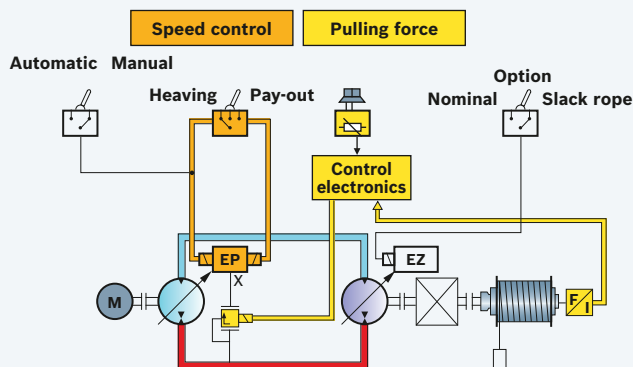 Speed control
Pulling force
Automatic Manual
Option
Heaving Pay-out
Nominal Slack rope
Control
electronics
EP
EZ
X
M
F
I